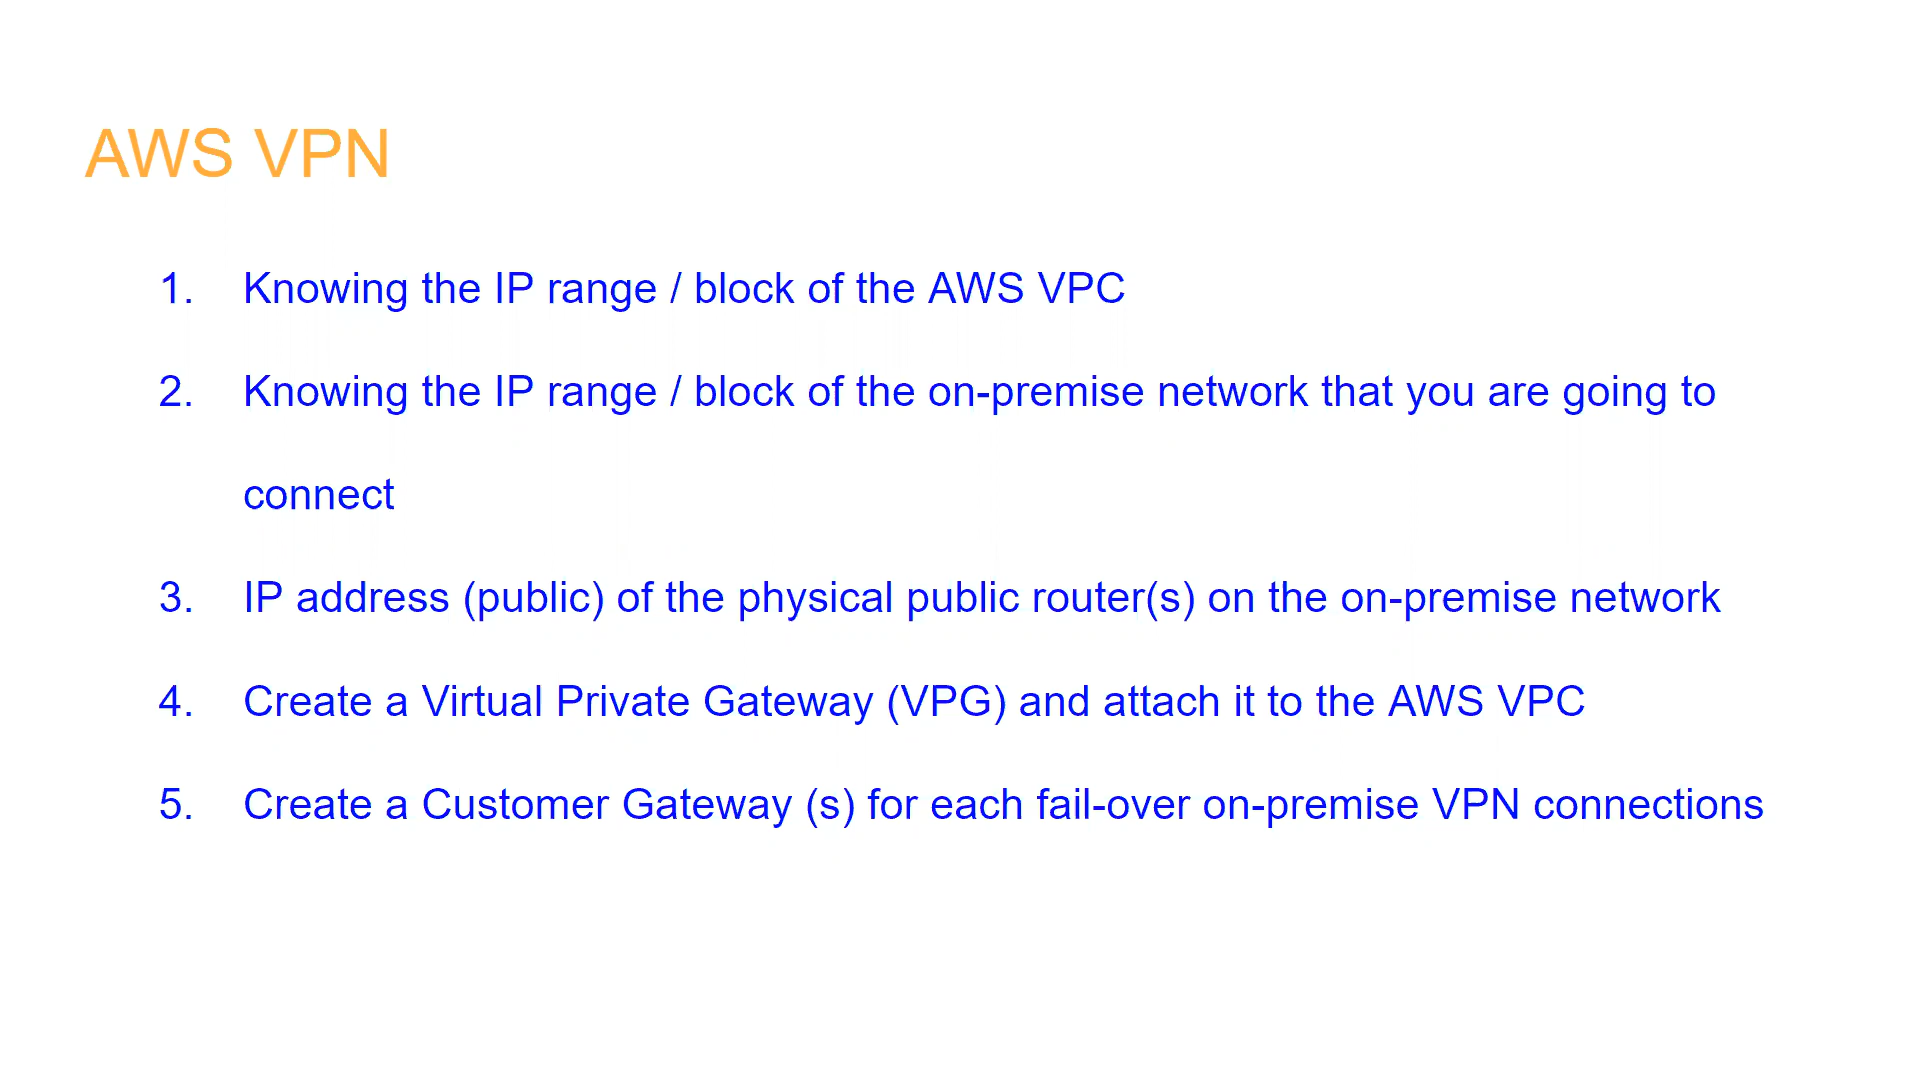 AWS VPN
1. Knowing the IP range / block of the AWS VPC
2. Knowing the IP range / block of the on-premise network that you are going to
connect
3. IP address (public) of the physical public router(s) on the on-premise network
4. Create a Virtual Private Gateway (VPG) and attach it to the AWS VPC
5. Create a Customer Gateway (s) for each fail-over on-premise VPN connections